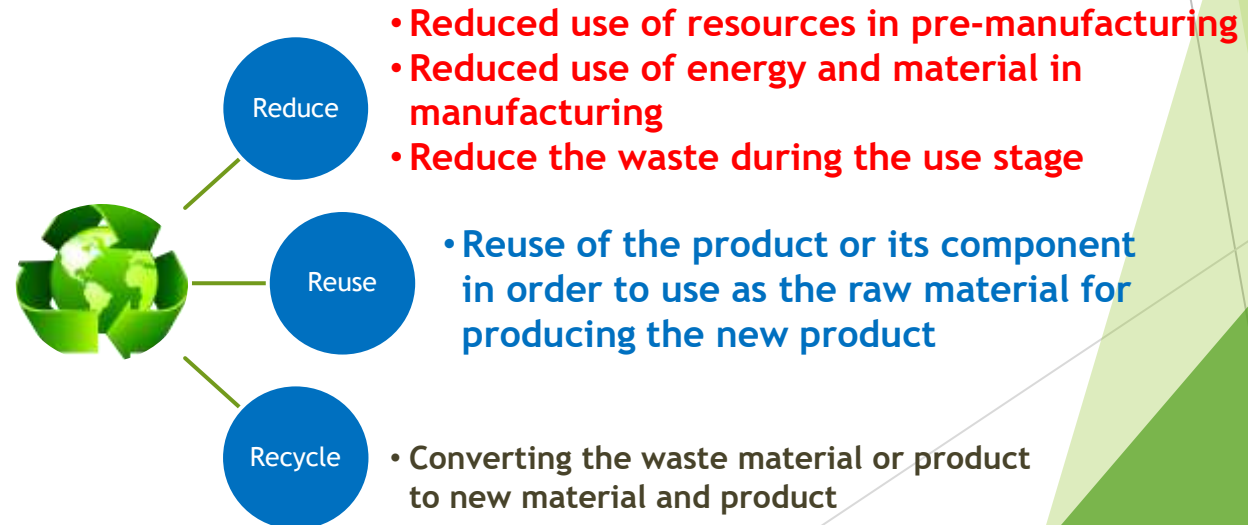 Reduce
• Reduced use of resources in pre-manufacturing
• Reduced use of energy and material in
manufacturing
• Reduce the waste during the use stage
Reuse
• Reuse of the product or its component
in order to use as the raw material for
producing the new product
Recycle
• Converting the waste material or product
to new material and product